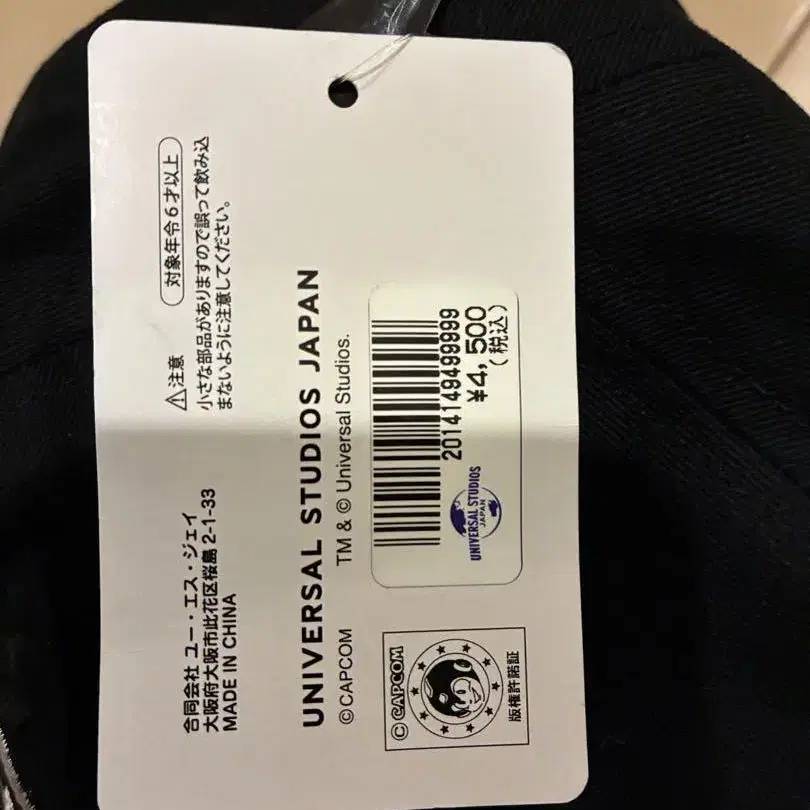 合同会社 ユー・エス・ジェイ
大阪府大阪市此花区桜島 2-1-33
MADE IN CHINA
⚠注意
対象年令6才以上
小さな部品がありますので誤って飲み込
まないように注意してください。
UNIVERSAL STUDIOS JAPAN
©CAPCOM
TM & © Universal Studios.
© CAPCOM
版権許諾証
UNIVERSAL STUDIOS
JAPAN
2014149499999
¥4,500
(税込)